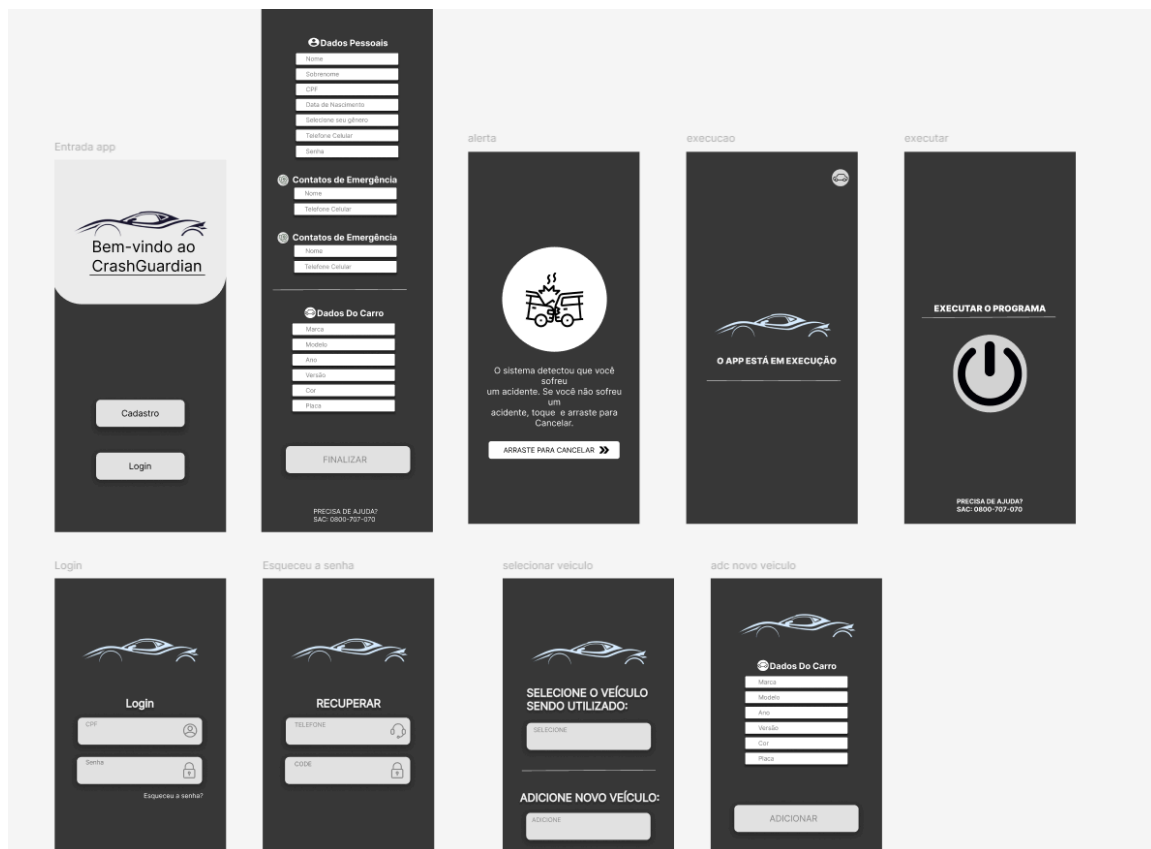 Entrada app
Bem-vindo ao
CrashGuardian
Cadastro
Login
Dados Pessoais
Nome
Sobrenome
CPF
Data de Nascimento
Selecione seu gênero
Telefone Celular
Senha
Contatos de Emergência
Nome
Telefone Celular
Contatos de Emergência
Nome
Telefone Celular
Dados Do Carro
Marca
Modelo
Ano
Versão
Cor
Placa
FINALIZAR
PRECISA DE AJUDA?
SAC: 0800-707-070
alerta
O sistema detectou que você
sofreu
um acidente. Se você não sofreu
um
acidente, toque e arraste para
Cancelar.
ARRASTE PARA CANCELAR
execucao
O APP ESTÁ EM EXECUÇÃO
executar
EXECUTAR O PROGRAMA
PRECISA DE AJUDA?
SAC: 0800-707-070
Login
Login
CPF
Senha
Esqueceu a senha?
Esqueceu a senha
RECUPERAR
TELEFONE
CODE
selecionar veiculo
SELECIONE O VEÍCULO
SENDO UTILIZADO:
SELECIONE
ADICIONE NOVO VEÍCULO:
ADICIONE
adc novo veiculo
Dados Do Carro
Marca
Modelo
Ano
Versão
Cor
Placa
ADICIONAR